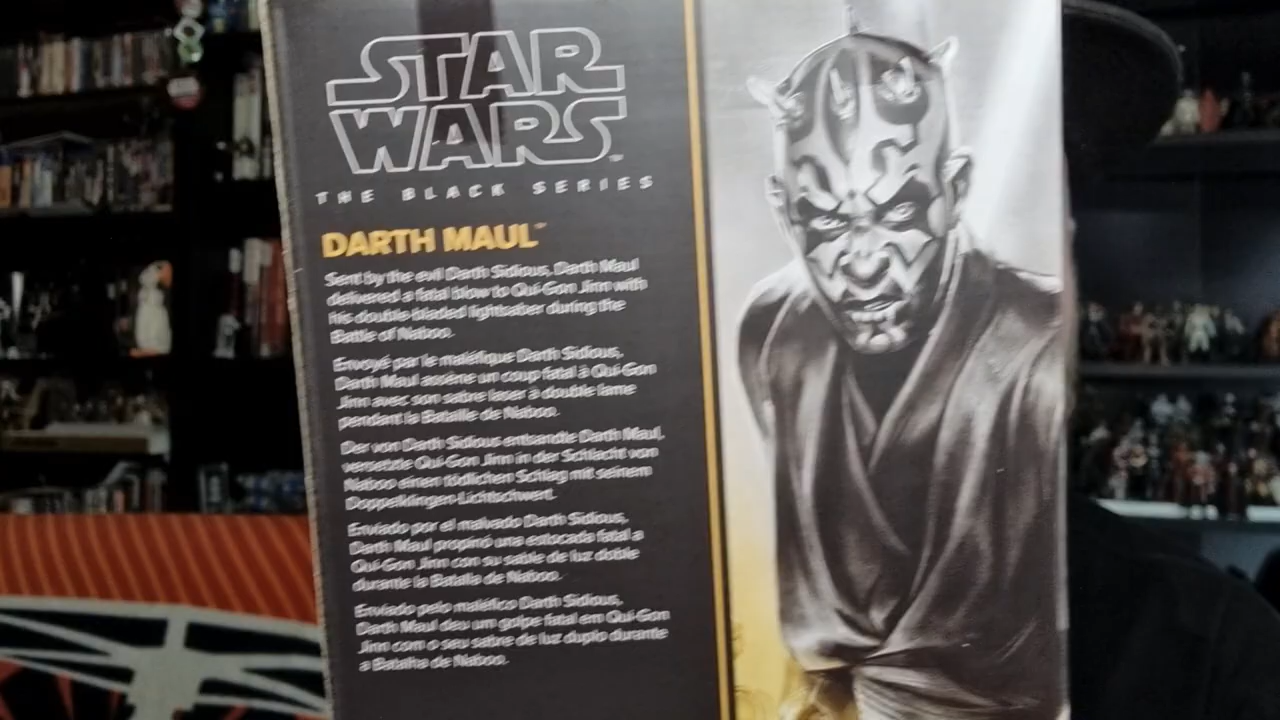 STAR
WARS™
THE BLACK SERIES
DARTH MAUL™
Sent by the evil Darth Sidious, Darth Maul
delivered a fatal blow to Qui-Gon Jinn with
his double-bladed lightsaber during the
Battle of Naboo.
Envoyé par le maléfique Darth Sidious,
Darth Maul assène un coup fatal à Qui-Gon
Jinn avec son sabre laser à double lame
pendant la Bataille de Naboo.
Der von Darth Sidious entsandte Darth Maul,
versetzte Qui-Gon Jinn in der Schlacht von
Naboo einen tödlichen Schlag mit seinem
Doppelklingen-Lichtschwert.
Enviado por el malvado Darth Sidious,
Darth Maul propinó una estocada fatal a
Qui-Gon Jinn con su sable de luz doble
durante la Batalla de Naboo.
Enviado pelo maléfico Darth Sidious,
Darth Maul deu um golpe fatal em Qui-Gon
Jinn com o seu sabre de luz duplo durante
a Batalha de Naboo.